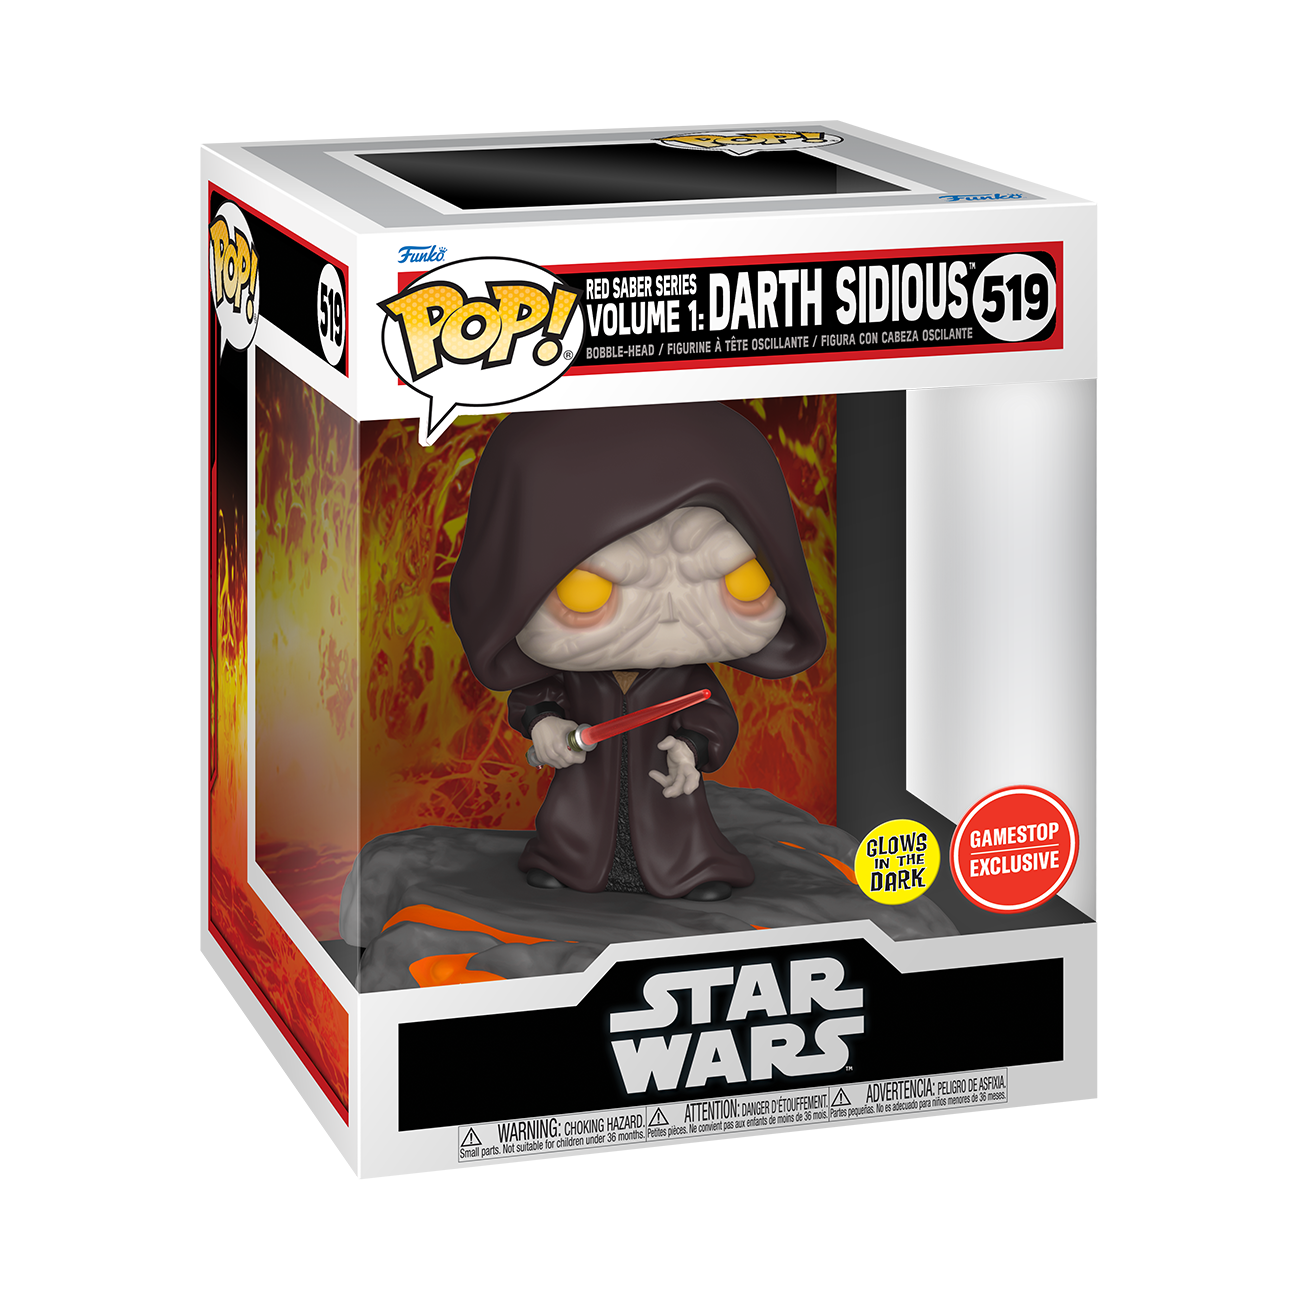 POP!
Funko
POP!
519
Funko
POP!®
RED SABER SERIES
VOLUME 1: DARTH SIDIOUS™
519
BOBBLE-HEAD / FIGURINE À TÊTE OSCILLANTE / FIGURA CON CABEZA OSCILANTE
GLOWS
IN THE
DARK
GAMESTOP
EXCLUSIVE
STAR
WARS™
WARNING: CHOKING HAZARD.
Small parts. Not suitable for children under 36 months.
ATTENTION: DANGER D'ÉTOUFFEMENT.
Petites pièces. Ne convient pas aux enfants de moins de 36 mois.
ADVERTENCIA: PELIGRO DE ASFIXIA.
Partes pequeñas. No es adecuado para niños menores de 36 meses.